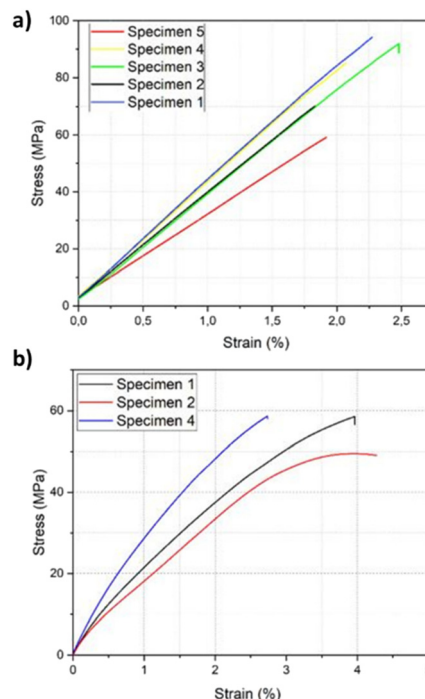 a)
100
80
60
40
20
0
Stress (MPa)
Specimen 5
Specimen 4
Specimen 3
Specimen 2
Specimen 1
0,0
0,5
1,0
1,5
2,0
2,5
Strain (%)
b)
60
40
20
0
Stress (MPa)
Specimen 1
Specimen 2
Specimen 4
0
1
2
3
4
Strain (%)